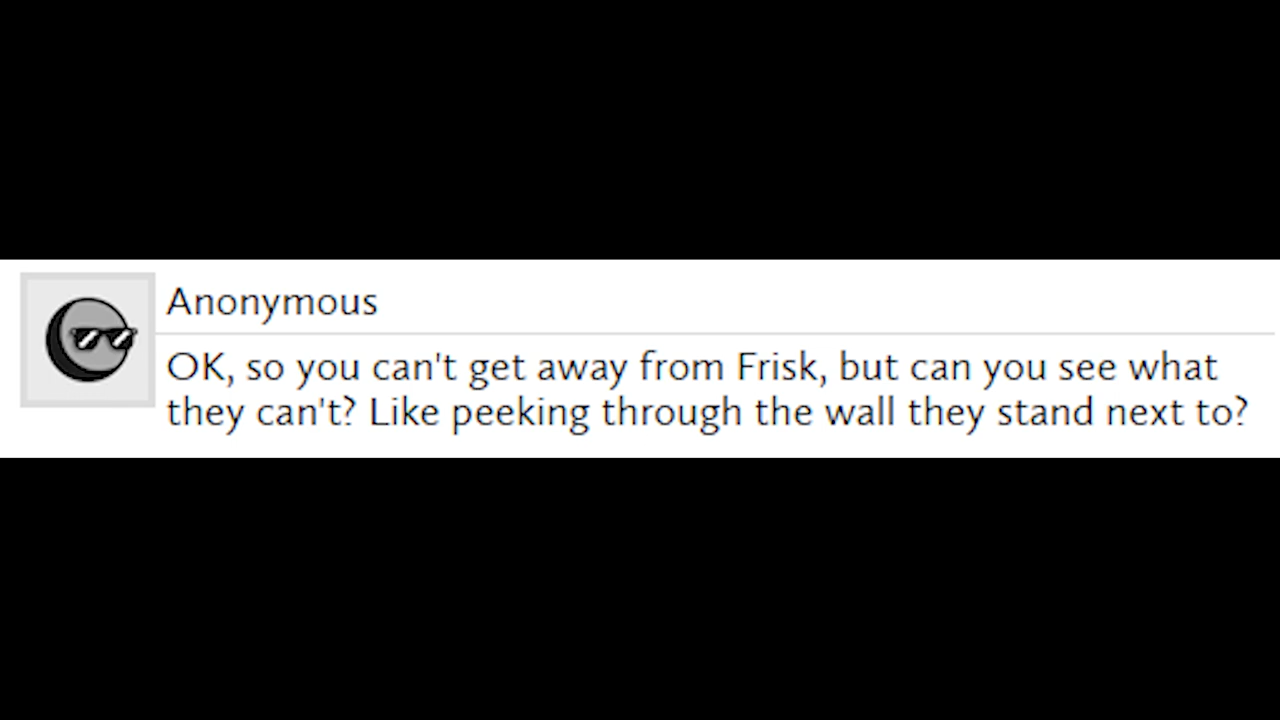 Anonymous
OK, so you can't get away from Frisk, but can you see what
they can't? Like peeking through the wall they stand next to?